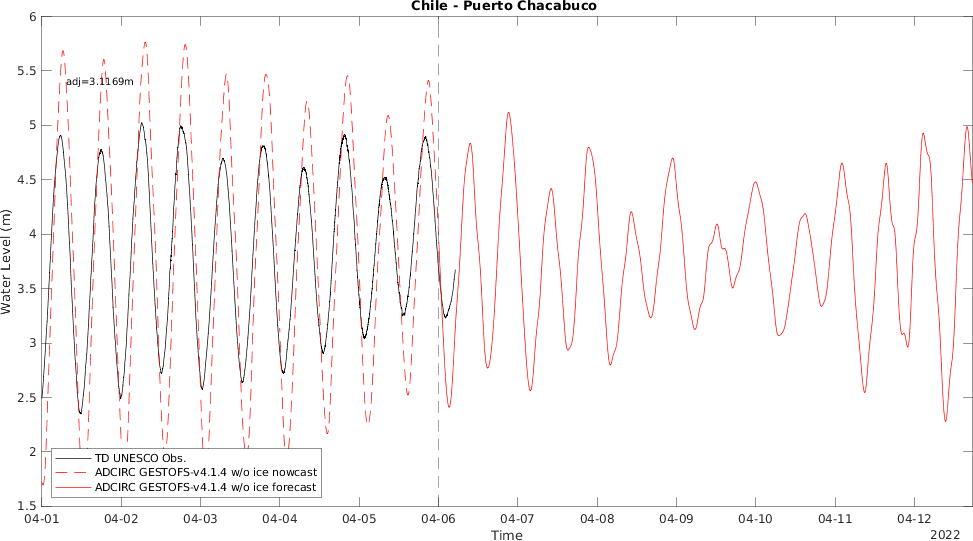 Chile - Puerto Chacabuco
6
5.5
adj=3.1169m
5
4.5
4
3.5
3
2.5
2
1.5
Water Level (m)
TD UNESCO Obs.
ADCIRC GESTOFS-v4.1.4 w/o ice nowcast
ADCIRC GESTOFS-v4.1.4 w/o ice forecast
04-01 04-02 04-03 04-04 04-05 04-06 04-07 04-08 04-09 04-10 04-11 04-12
Time
2022